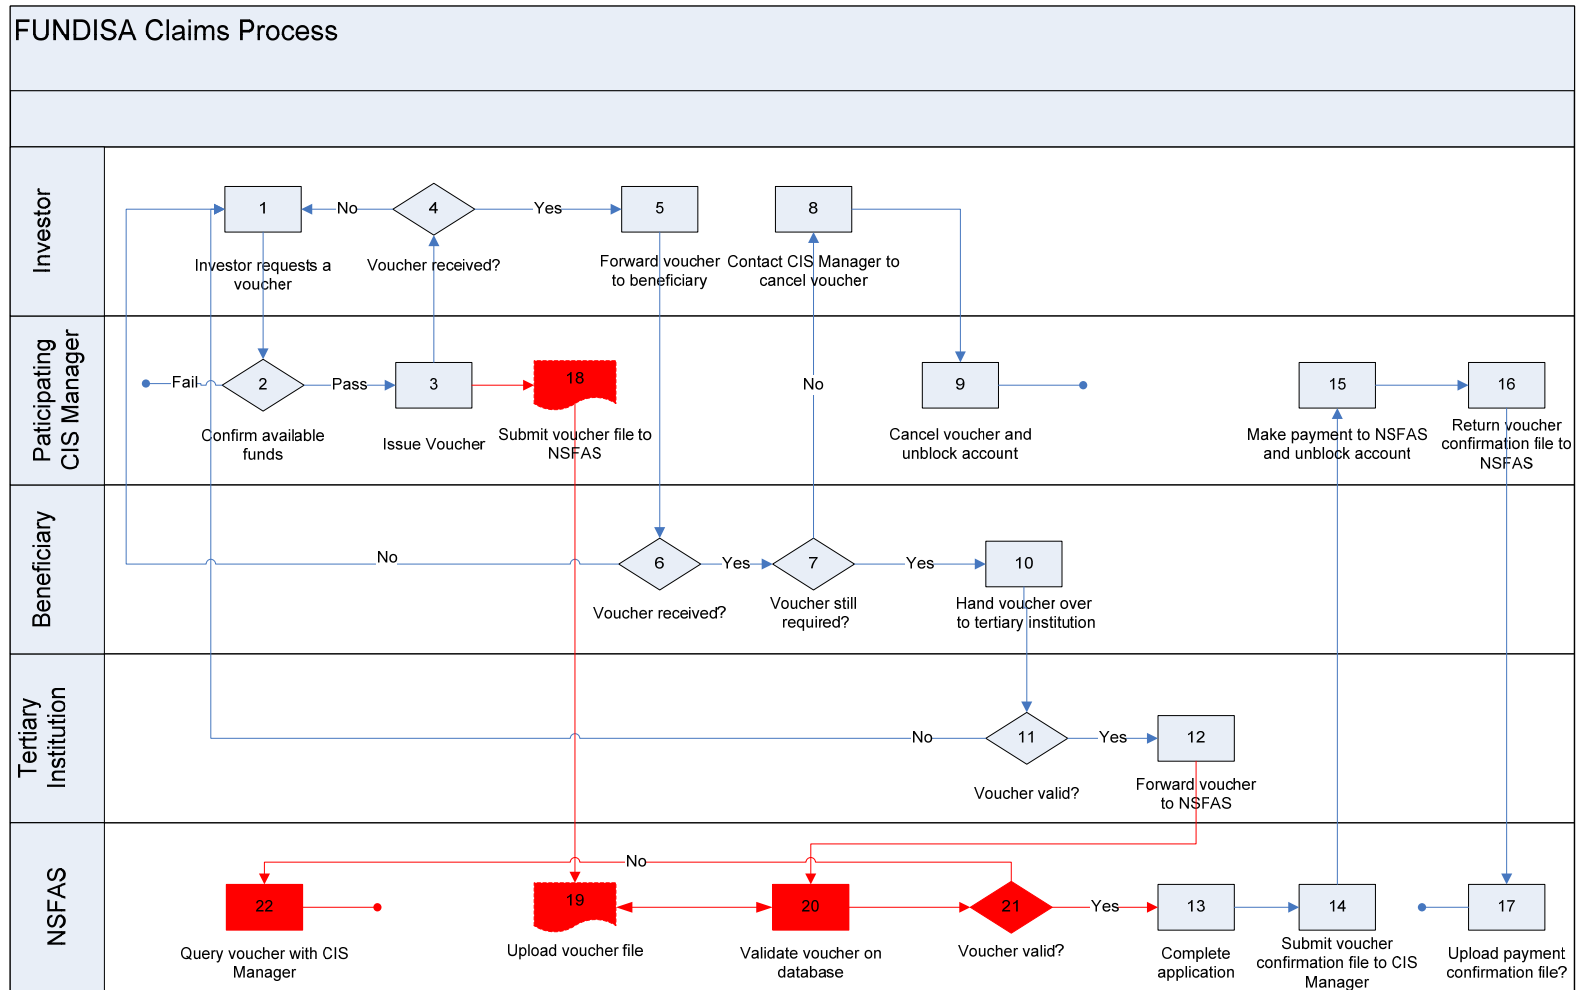 FUNDISA Claims Process
Investor
1
No
4
Yes
5
8
Investor requests a
voucher
Voucher received?
Forward voucher
to beneficiary
Contact CIS Manager to
cancel voucher
Paticipating
CIS Manager
Fail
2
Pass
3
18
No
9
15
16
Confirm available
funds
Issue Voucher
Submit voucher file to
NSFAS
Cancel voucher and
unblock account
Make payment to NSFAS
and unblock account
Return voucher
confirmation file to
NSFAS
Beneficiary
No
6
Yes
7
Yes
10
Voucher received?
Voucher still
required?
Hand voucher over
to tertiary institution
Tertiary
Institution
No
11
Yes
12
Voucher valid?
Forward voucher
to NSFAS
NSFAS
No
22
19
20
21
Yes
13
14
17
Query voucher with CIS
Manager
Upload voucher file
Validate voucher on
database
Voucher valid?
Complete
application
Submit voucher
confirmation file to CIS
Manager
Upload payment
confirmation file?